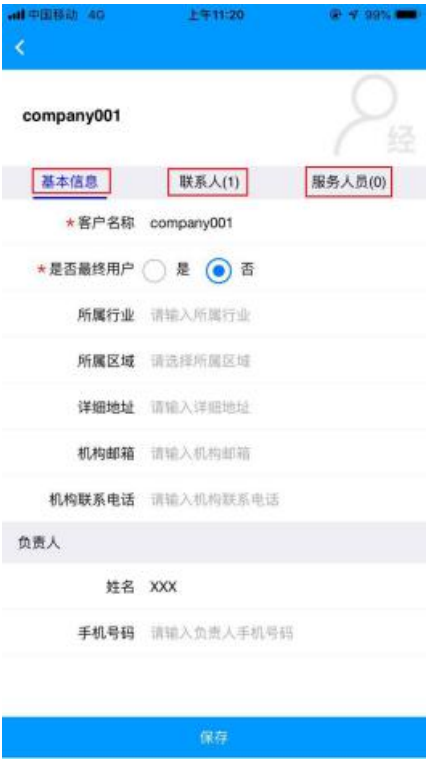 中国移动 4G 上午11:20 99%
company001
经
基本信息 联系人(1) 服务人员(0)
*客户名称 company001
*是否最终用户 是 否
所属行业 请输入所属行业
所属区域 请选择所属区域
详细地址 请输入详细地址
机构邮箱 请输入机构邮箱
机构联系电话 请输入机构联系电话
负责人
姓名 XXX
手机号码 请输入负责人手机号码
保存